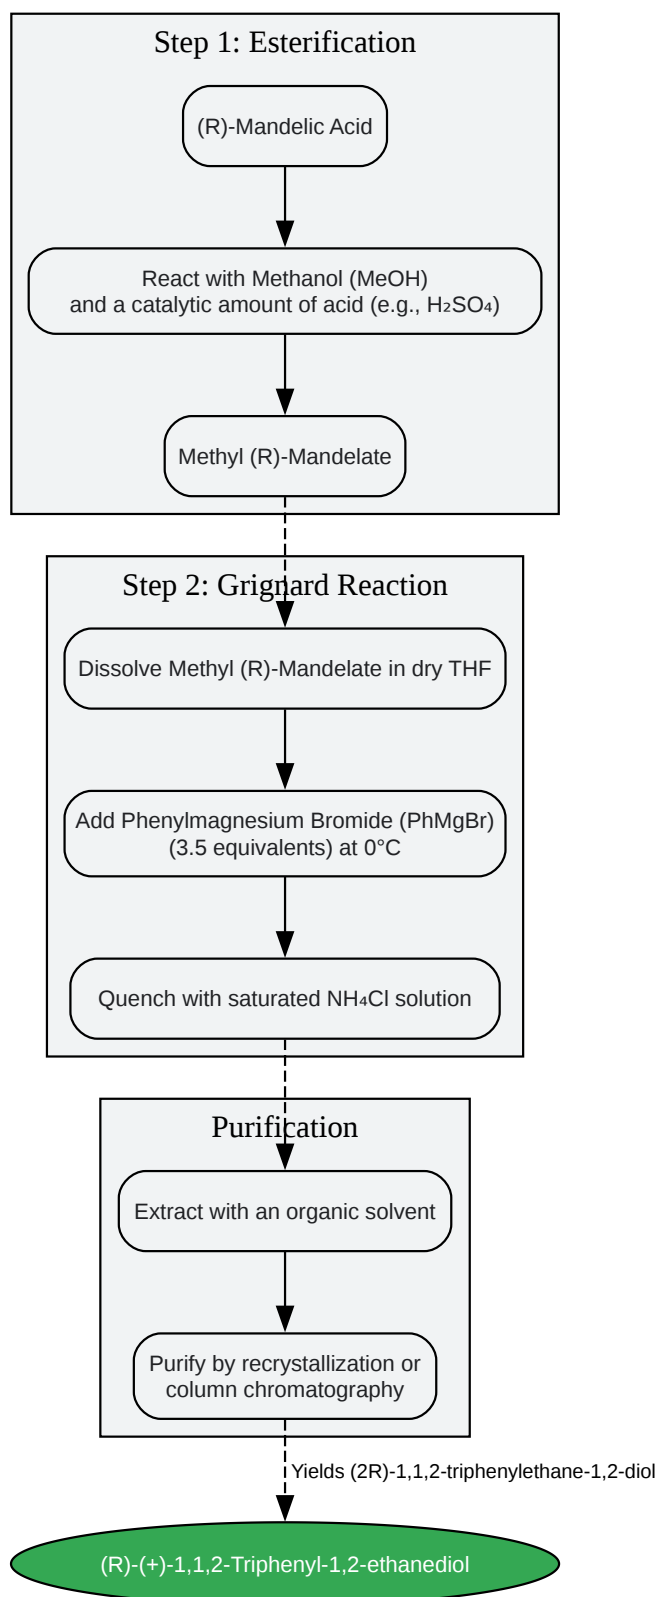 Step 1: Esterification
(R)-Mandelic Acid
React with Methanol (MeOH)
and a catalytic amount of acid (e.g., H₂SO₄)
Methyl (R)-Mandelate
Step 2: Grignard Reaction
Dissolve Methyl (R)-Mandelate in dry THF
Add Phenylmagnesium Bromide (PhMgBr)
(3.5 equivalents) at 0°C
Quench with saturated NH₄Cl solution
Purification
Extract with an organic solvent
Purify by recrystallization or
column chromatography
Yields (2R)-1,1,2-triphenylethane-1,2-diol
(R)-(+)-1,1,2-Triphenyl-1,2-ethanediol